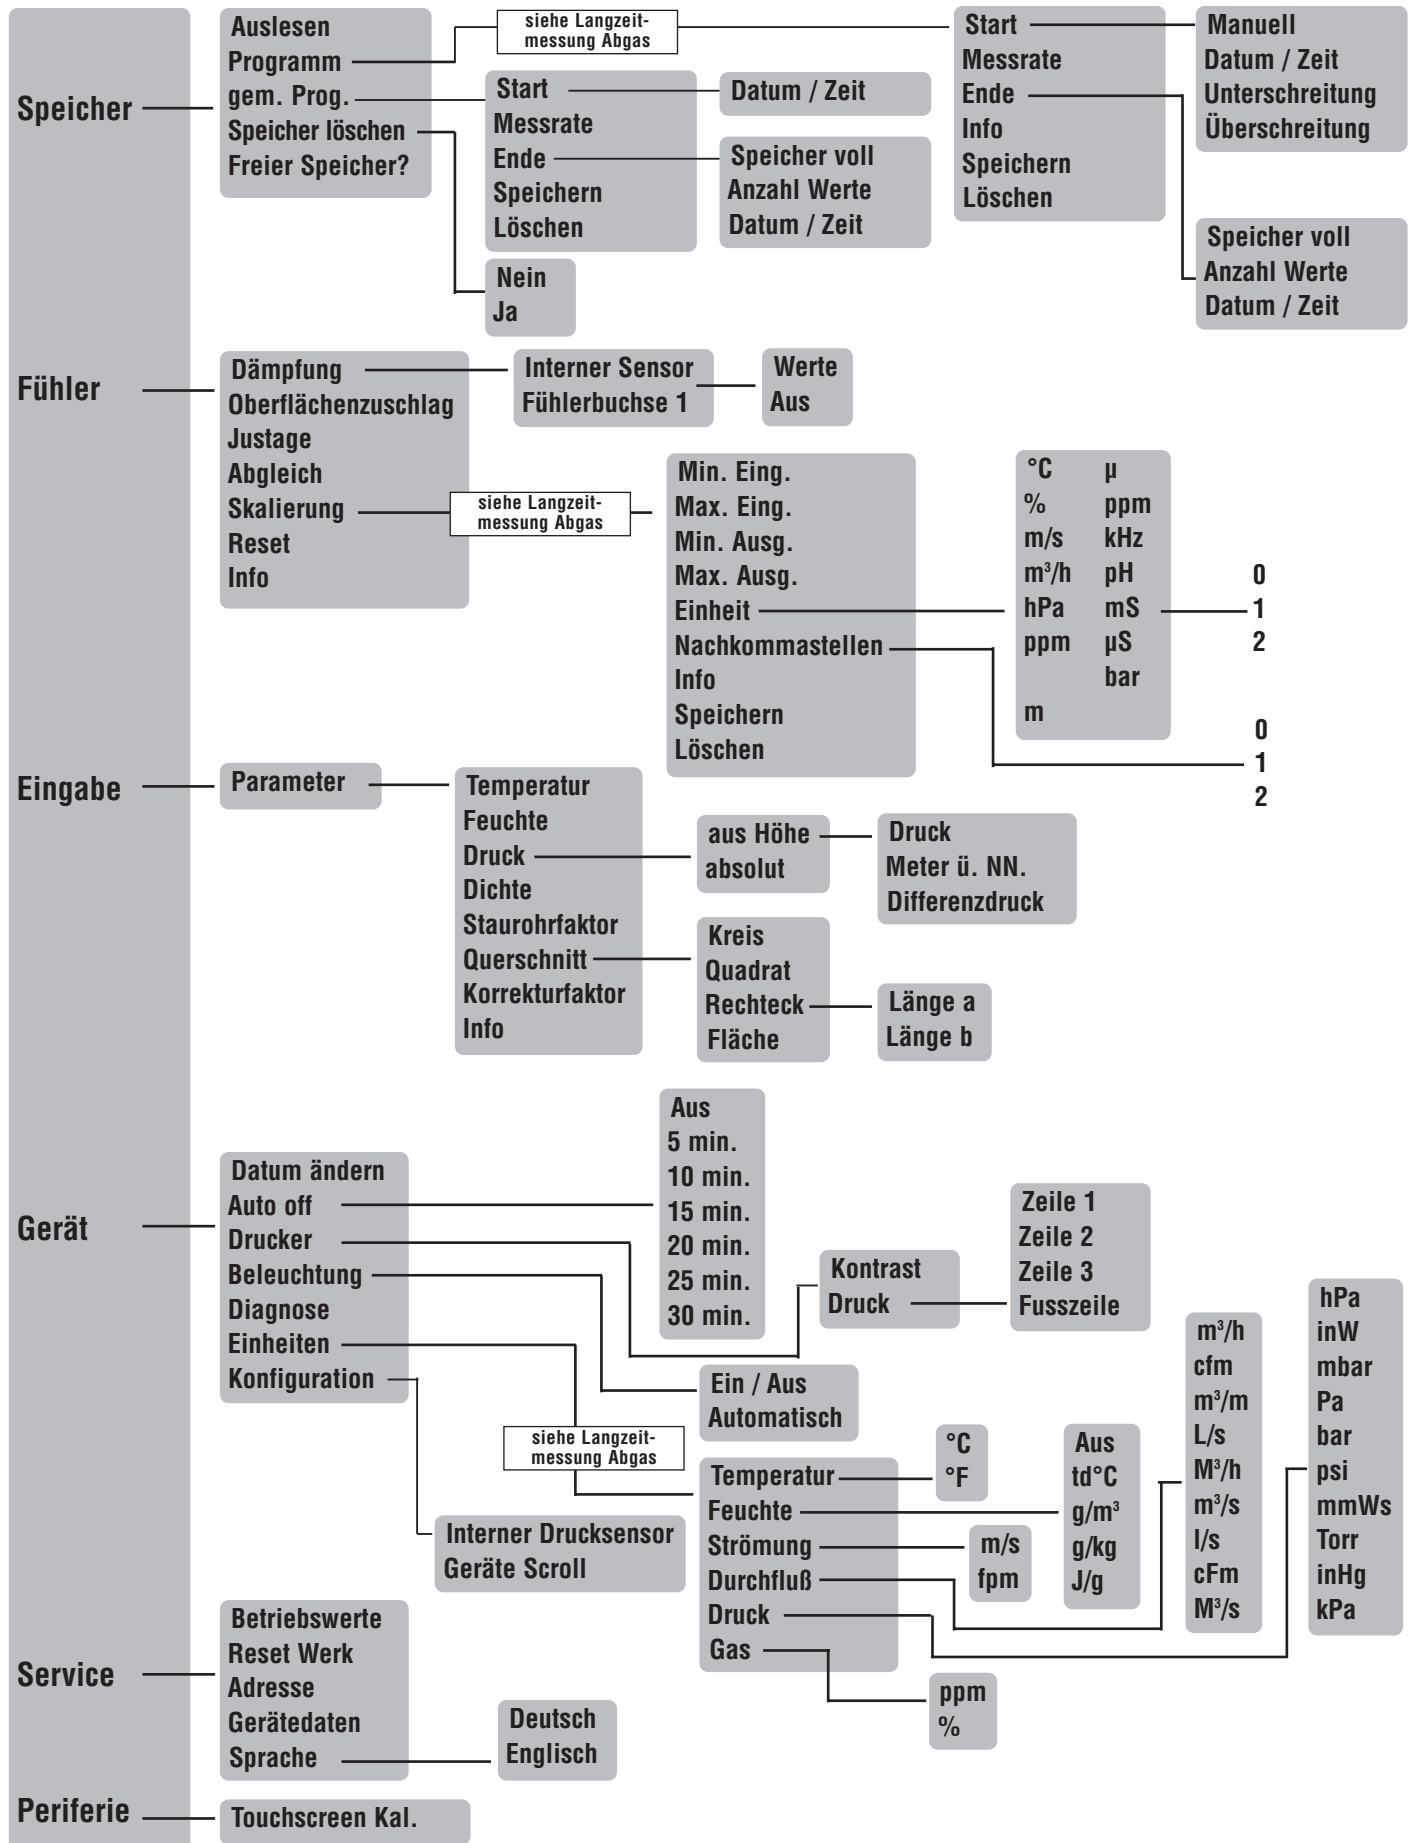 Speicher
Auslesen
Programm
gem. Prog.
Speicher löschen
Freier Speicher?
siehe Langzeit-
messung Abgas
Start
Messrate
Ende
Speichern
Löschen
Datum / Zeit
Speicher voll
Anzahl Werte
Datum / Zeit
Nein
Ja
Start
Messrate
Ende
Info
Speichern
Löschen
Manuell
Datum / Zeit
Unterschreitung
Überschreitung
Speicher voll
Anzahl Werte
Datum / Zeit
Fühler
Dämpfung
Oberflächenzuschlag
Justage
Abgleich
Skalierung
Reset
Info
Interner Sensor
Fühlerbuchse 1
Werte
Aus
siehe Langzeit-
messung Abgas
Min. Eing.
Max. Eing.
Min. Ausg.
Max. Ausg.
Einheit
Nachkommastellen
Info
Speichern
Löschen
°C µ
% ppm
m/s kHz
m³/h pH
hPa mS
ppm µS
bar
m
0
1
2
0
1
2
Eingabe
Parameter
Temperatur
Feuchte
Druck
Dichte
Staurohrfaktor
Querschnitt
Korrekturfaktor
Info
aus Höhe
absolut
Druck
Meter ü. NN.
Differenzdruck
Kreis
Quadrat
Rechteck
Fläche
Länge a
Länge b
Gerät
Datum ändern
Auto off
Drucker
Beleuchtung
Diagnose
Einheiten
Konfiguration
Aus
5 min.
10 min.
15 min.
20 min.
25 min.
30 min.
Kontrast
Druck
Zeile 1
Zeile 2
Zeile 3
Fusszeile
Ein / Aus
Automatisch
siehe Langzeit-
messung Abgas
Temperatur
Feuchte
Strömung
Durchfluß
Druck
Gas
°C
°F
Aus
td°C
g/m³
g/kg
J/g
m/s
fpm
m³/h
cfm
m³/m
L/s
M³/h
m³/s
l/s
cFm
M³/s
hPa
inW
mbar
Pa
bar
psi
mmWs
Torr
inHg
kPa
ppm
%
Interner Drucksensor
Geräte Scroll
Service
Betriebswerte
Reset Werk
Adresse
Gerätedaten
Sprache
Deutsch
Englisch
Periferie
Touchscreen Kal.